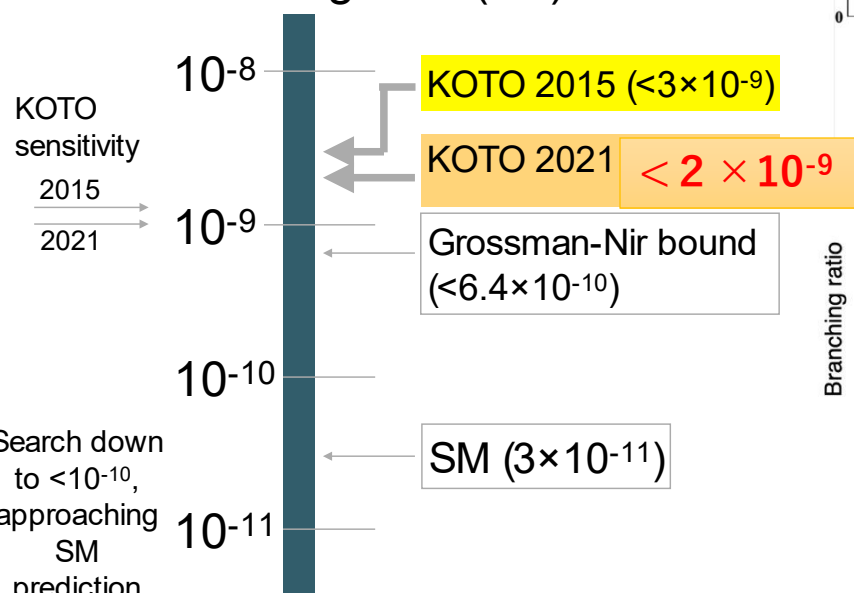 10⁻⁸
KOTO 2015 (<3×10⁻⁹)
KOTO
sensitivity
KOTO 2021
< 2 × 10⁻⁹
2015
10⁻⁹
2021
Grossman-Nir bound
(<6.4×10⁻¹⁰)
Branching ratio
0
10⁻¹⁰
Search down
to <10⁻¹⁰,
approaching
SM
prediction
SM (3×10⁻¹¹)
10⁻¹¹